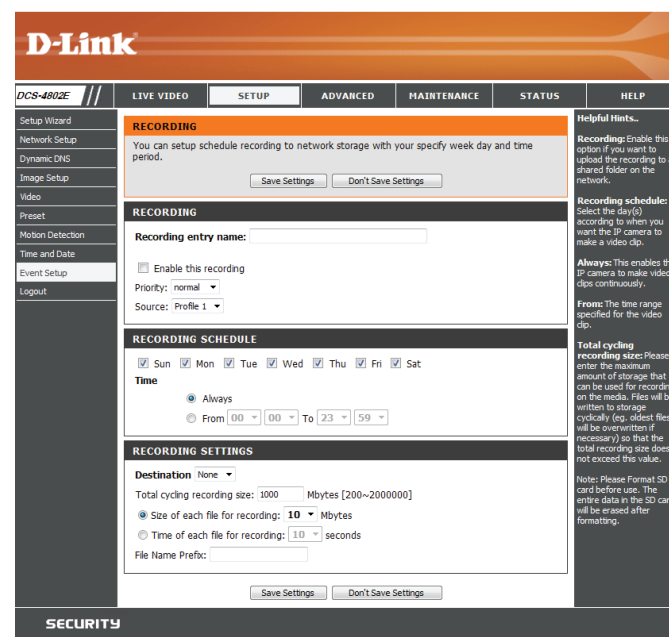 D-Link
DCS-4802E // LIVE VIDEO SETUP ADVANCED MAINTENANCE STATUS HELP
Setup Wizard
Network Setup
Dynamic DNS
Image Setup
Video
Preset
Motion Detection
Time and Date
Event Setup
Logout
RECORDING
You can setup schedule recording to network storage with your specify week day and time
period.
Save Settings Don't Save Settings
RECORDING
Recording entry name:
Enable this recording
Priority: normal
Source: Profile 1
RECORDING SCHEDULE
Sun Mon Tue Wed Thu Fri Sat
Time
Always
From 00 00 To 23 59
RECORDING SETTINGS
Destination None
Total cycling recording size: 1000 Mbytes [200~2000000]
Size of each file for recording: 10 Mbytes
Time of each file for recording: 10 seconds
File Name Prefix:
Save Settings Don't Save Settings
Helpful Hints..
Recording: Enable this
option if you want to
upload the recording to
shared folder on the
network.
Recording schedule:
Select the day(s)
according to when you
want the IP camera to
make a video clip.
Always: This enables
IP camera to make video
clips continuously.
From: The time range
specified for the video
clip.
Total cycling
recording size: Please
enter the maximum
amount of storage that
can be used for
on the media. Files will
written to storage
cyclically (eg. oldest files
will be overwritten if
necessary) so that the
total recording size does
not exceed this value.
Note: Please Format SD
card before use. The
entire data in the SD
will be erased after
formatting.
SECURITY